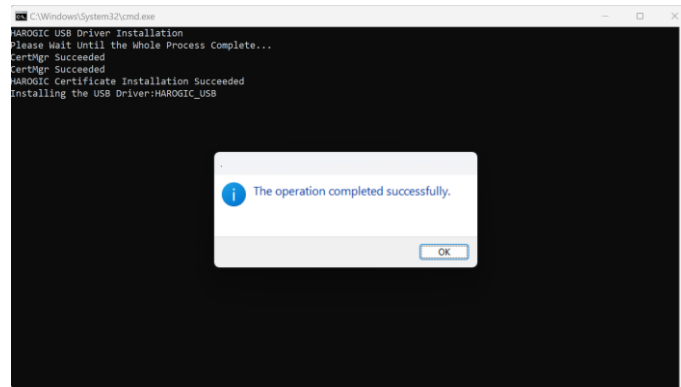 C:\Windows\System32\cmd.exe
HAROGIC USB Driver Installation
Please Wait Until the Whole Process Complete...
CertMgr Succeeded
CertMgr Succeeded
HAROGIC Certificate Installation Succeeded
Installing the USB Driver:HAROGIC_USB
.
The operation completed successfully.
OK